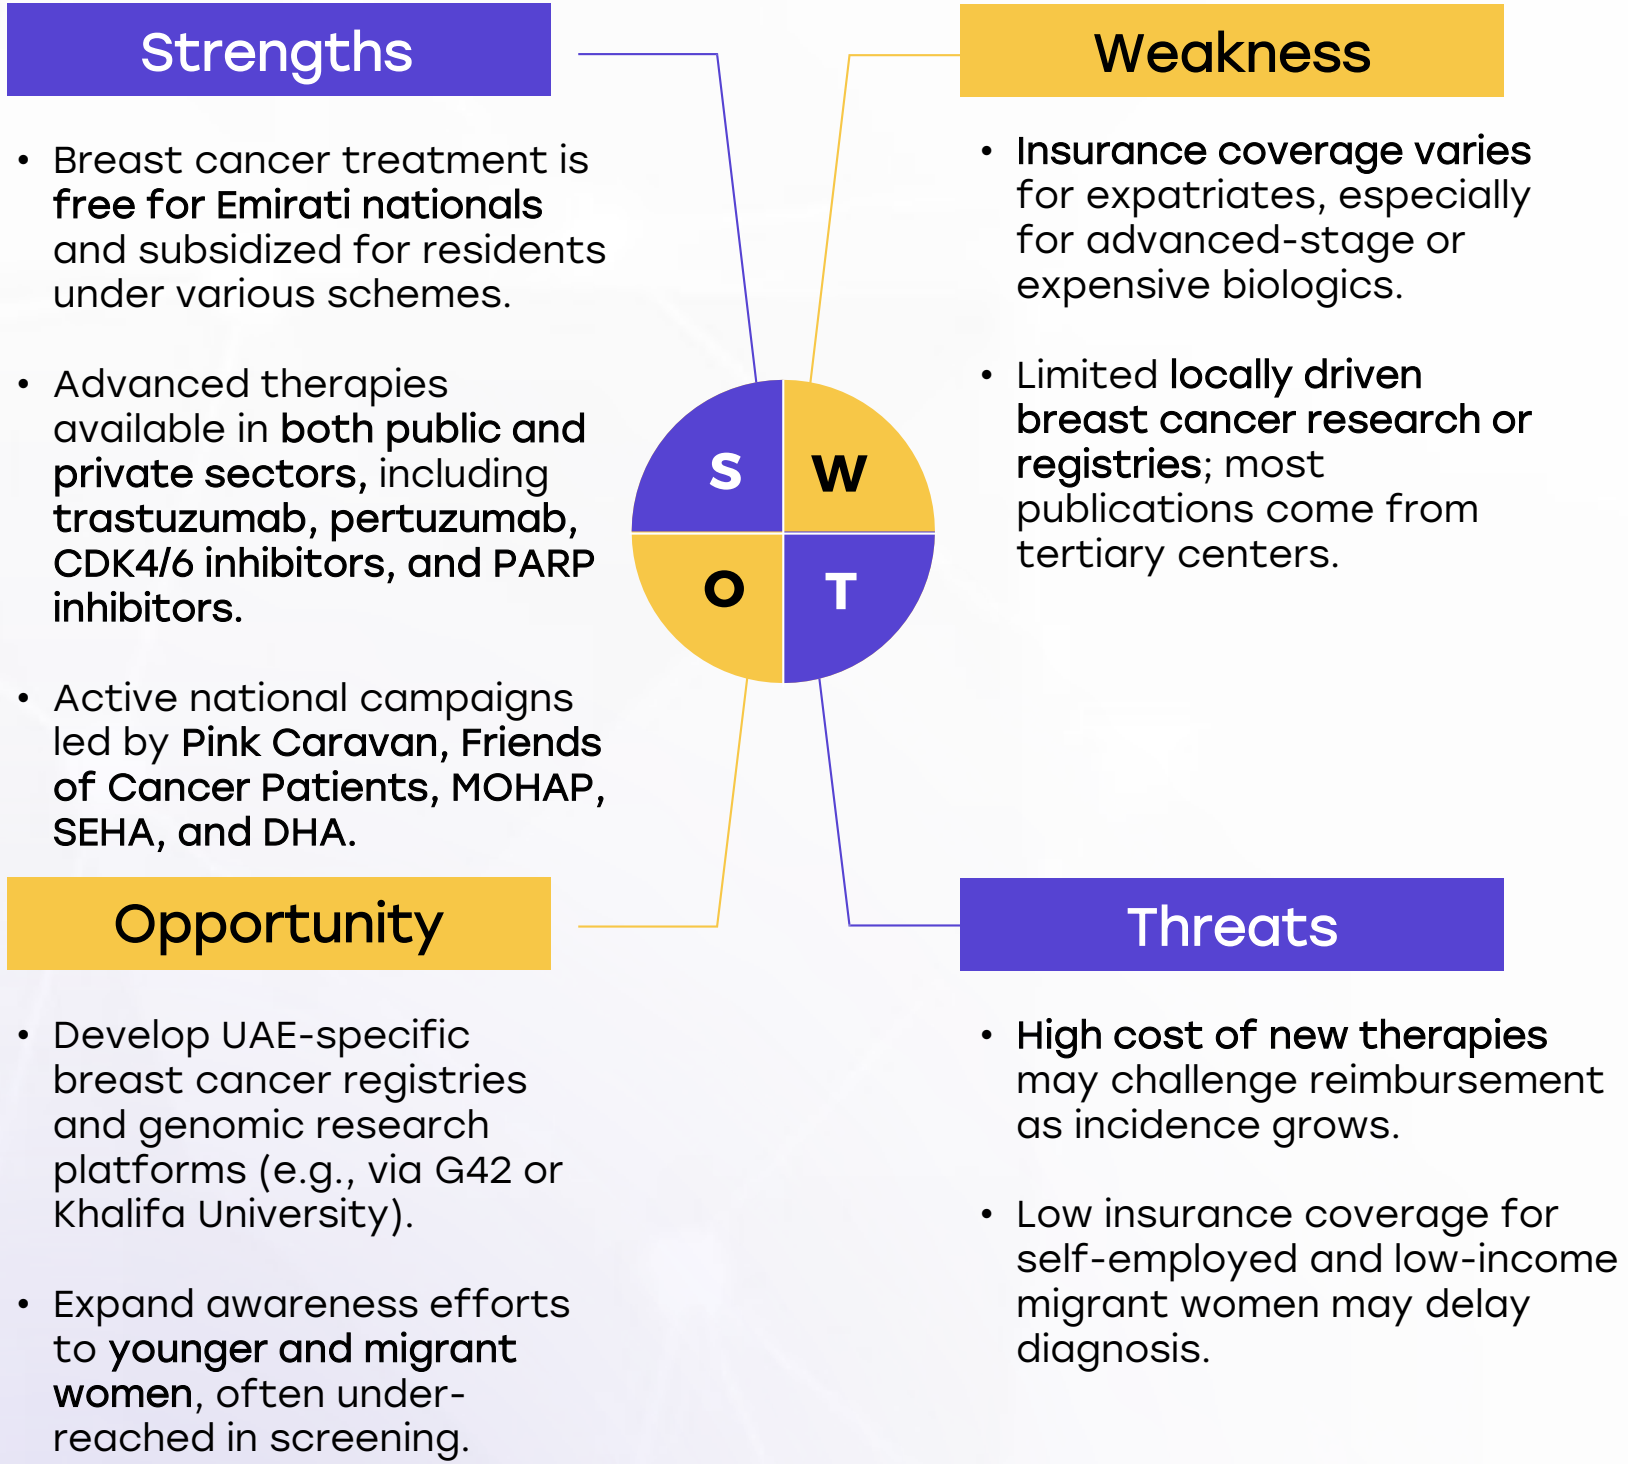 Strengths
• Breast cancer treatment is
free for Emirati nationals
and subsidized for residents
under various schemes.
• Advanced therapies
available in both public and
private sectors, including
trastuzumab, pertuzumab,
CDK4/6 inhibitors, and PARP
inhibitors.
• Active national campaigns
led by Pink Caravan, Friends
of Cancer Patients, MOHAP,
SEHA, and DHA.
Weakness
• Insurance coverage varies
for expatriates, especially
for advanced-stage or
expensive biologics.
• Limited locally driven
breast cancer research or
registries; most
publications come from
tertiary centers.
S
W
O
T
Opportunity
• Develop UAE-specific
breast cancer registries
and genomic research
platforms (e.g., via G42 or
Khalifa University).
• Expand awareness efforts
to younger and migrant
women, often under-
reached in screening.
Threats
• High cost of new therapies
may challenge reimbursement
as incidence grows.
• Low insurance coverage for
self-employed and low-income
migrant women may delay
diagnosis.